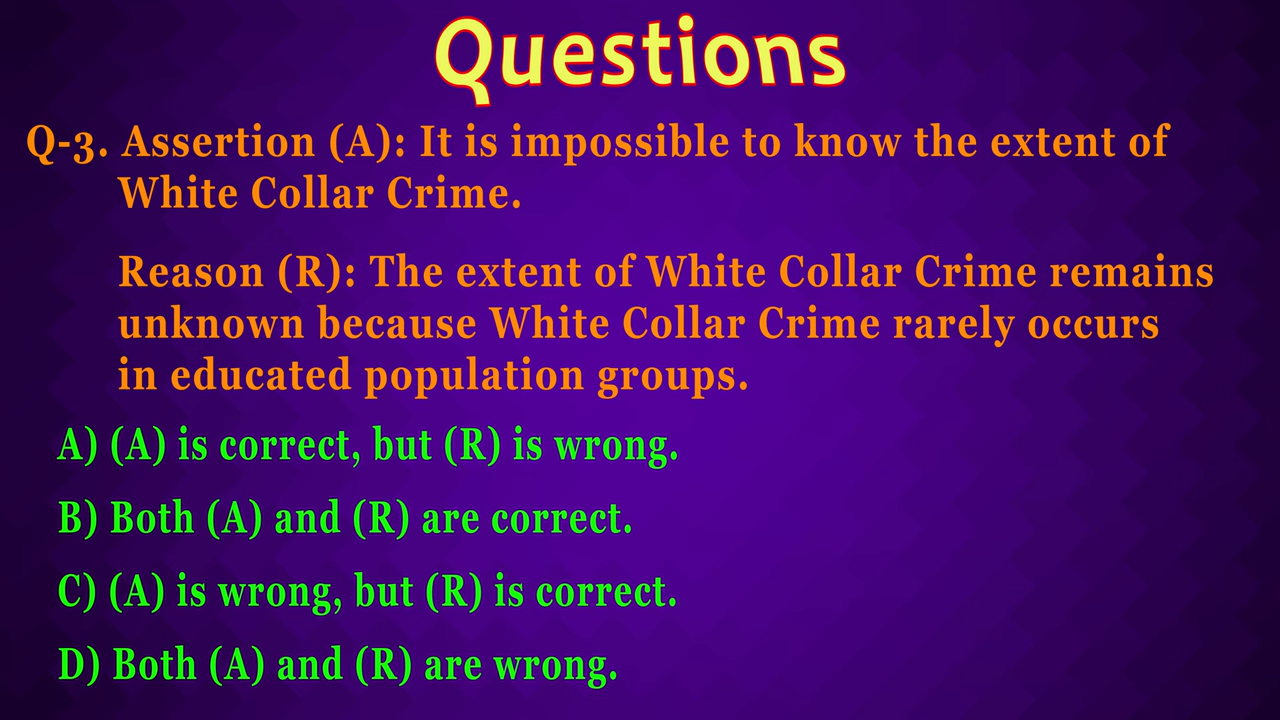 Questions
Q-3. Assertion (A): It is impossible to know the extent of
White Collar Crime.
Reason (R): The extent of White Collar Crime remains
unknown because White Collar Crime rarely occurs
in educated population groups.
A) (A) is correct, but (R) is wrong.
B) Both (A) and (R) are correct.
C) (A) is wrong, but (R) is correct.
D) Both (A) and (R) are wrong.